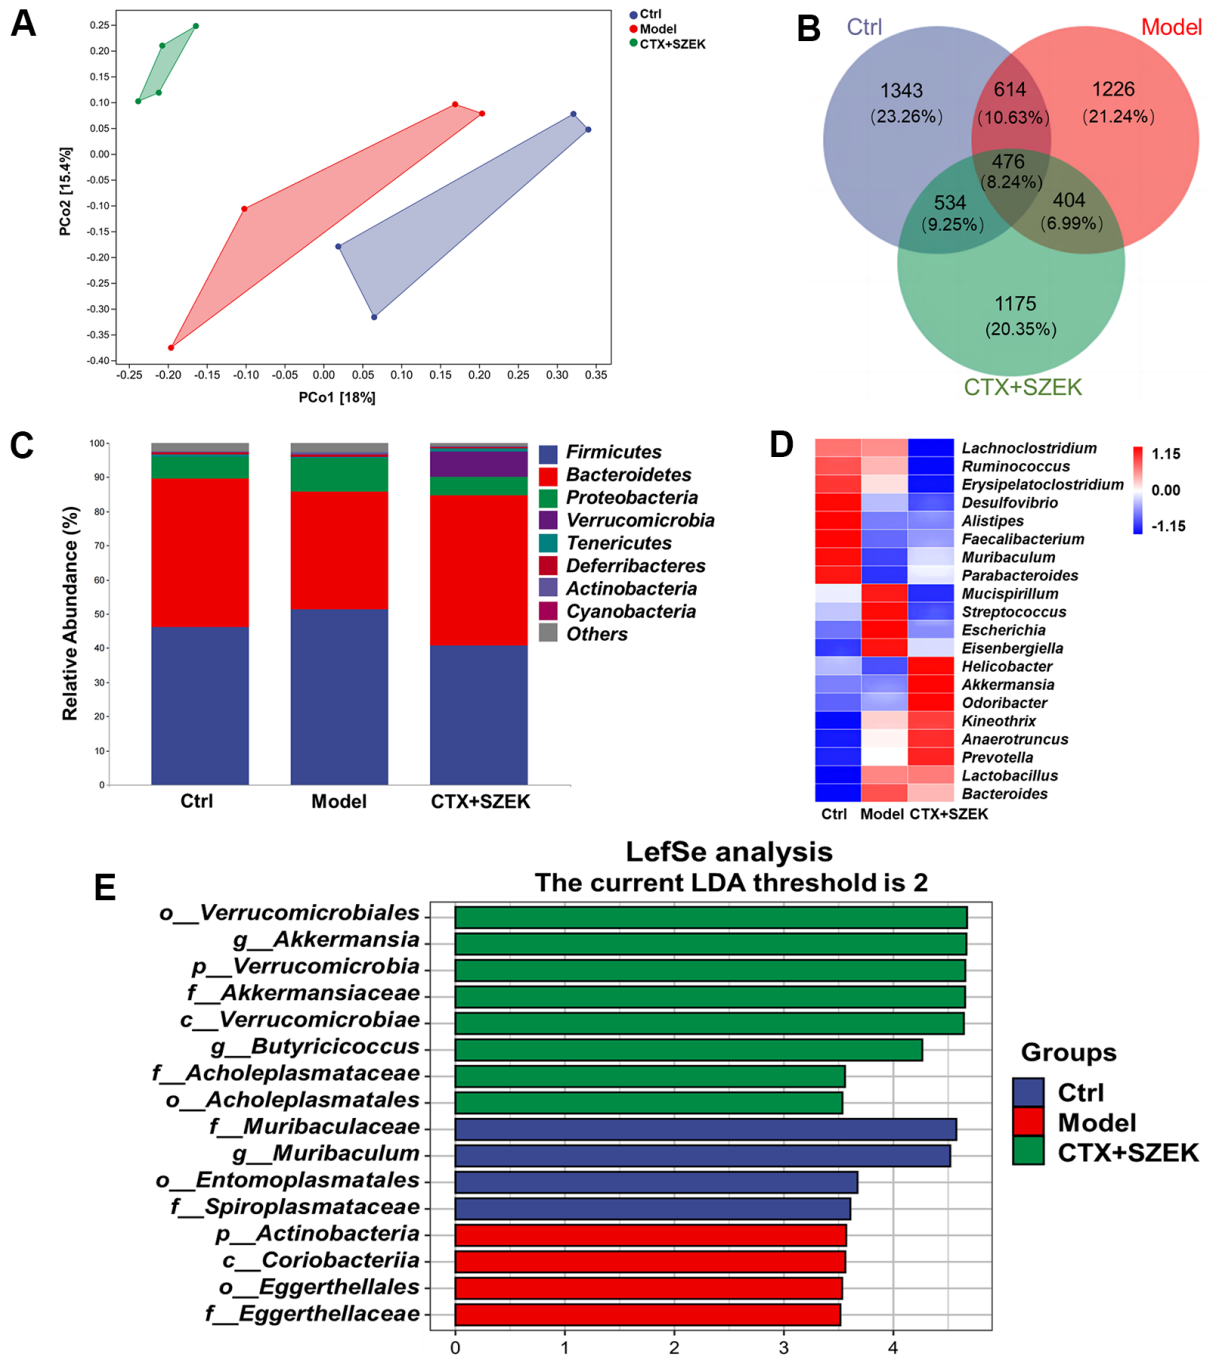 A
0.25
0.20
0.15
0.10
0.05
0.00
-0.05
-0.10
-0.15
-0.20
-0.25
-0.30
-0.35
-0.40
PCo2 [15.4%]
-0.25 -0.20 -0.15 -0.10 -0.05 0.00 0.05 0.10 0.15 0.20 0.25 0.30 0.35
PCo1 [18%]
Ctrl
Model
CTX+SZEK
B
Ctrl
Model
1343
(23.26%)
614
(10.63%)
1226
(21.24%)
476
(8.24%)
534
(9.25%)
404
(6.99%)
1175
(20.35%)
CTX+SZEK
C
100
90
80
70
60
50
40
30
20
10
0
Relative Abundance (%)
Ctrl Model CTX+SZEK
Firmicutes
Bacteroidetes
Proteobacteria
Verrucomicrobia
Tenericutes
Deferribacteres
Actinobacteria
Cyanobacteria
Others
D
Lachnoclostridium
Ruminococcus
Erysipelatoclostridium
Desulfovibrio
Alistipes
Faecalibacterium
Muribaculum
Parabacteroides
Mucispirillum
Streptococcus
Escherichia
Eisenbergiella
Helicobacter
Akkermansia
Odoribacter
Kineothrix
Anaerotruncus
Prevotella
Lactobacillus
Bacteroides
Ctrl Model CTX+SZEK
1.15
0.00
-1.15
E
LefSe analysis
The current LDA threshold is 2
o__Verrucomicrobiales
g__Akkermansia
p__Verrucomicrobia
f__Akkermansiaceae
c__Verrucomicrobiae
g__Butyricicoccus
f__Acholeplasmataceae
o__Acholeplasmatales
f__Muribaculaceae
g__Muribaculum
o__Entomoplasmatales
f__Spiroplasmataceae
p__Actinobacteria
c__Coriobacteriia
o__Eggerthellales
f__Eggerthellaceae
0 1 2 3 4
Groups
Ctrl
Model
CTX+SZEK